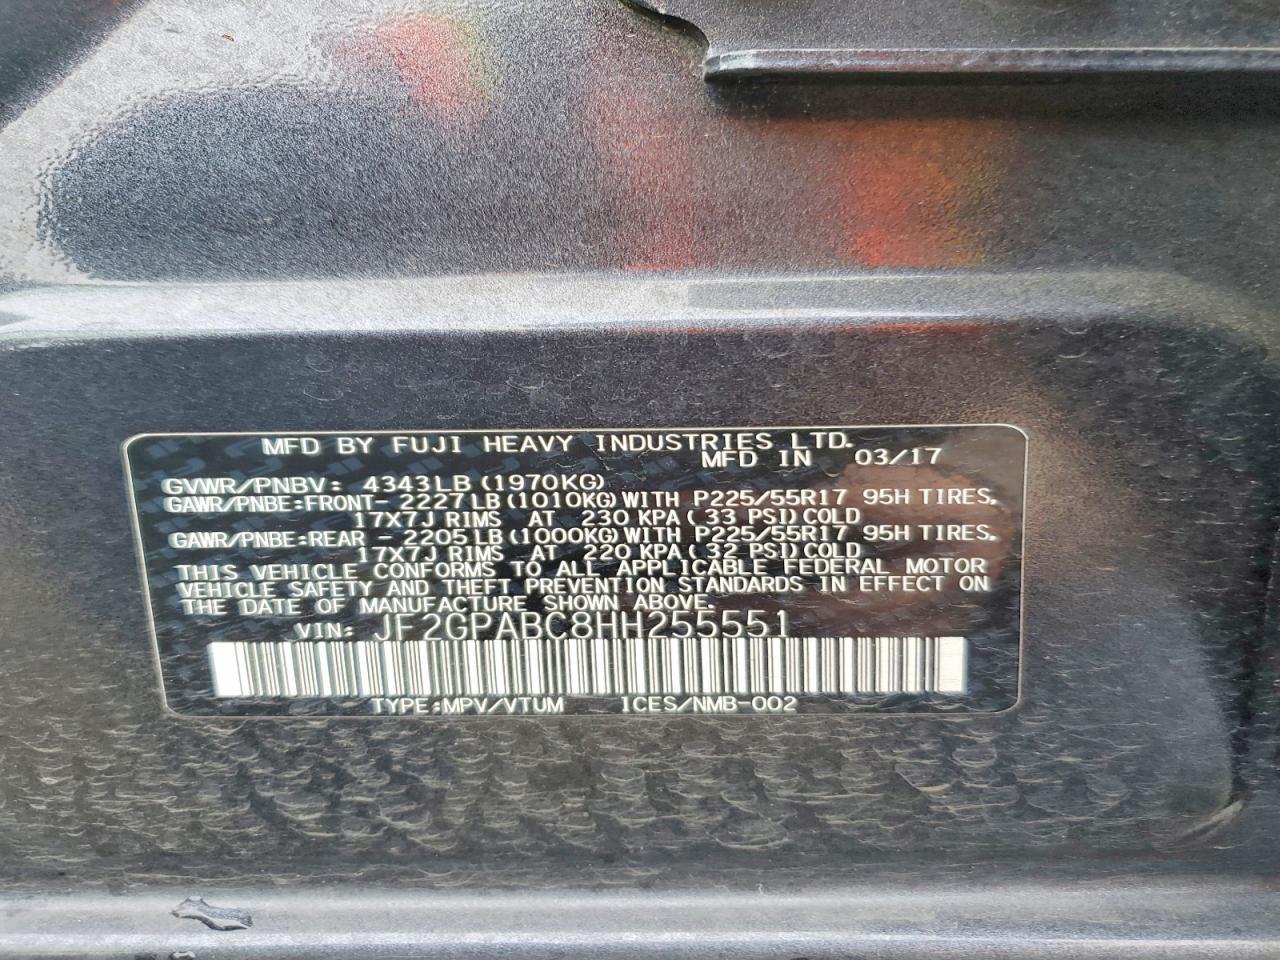 MFD BY FUJI HEAVY INDUSTRIES LTD.
MFD IN 03/17
GVWR/PNBV: 4343LB (1970KG)
GAWR/PNBE:FRONT-2227LB(1010KG)WITH P225/55R17 95H TIRES,
17X7J RIMS AT 230 KPA(33 PSI)COLD
GAWR/PNBE:REAR -2205LB(1000KG)WITH P225/55R17 95H TIRES,
17X7J RIMS AT 220 KPA(32 PSI)COLD
THIS VEHICLE CONFORMS TO ALL APPLICABLE FEDERAL MOTOR
VEHICLE SAFETY AND THEFT PREVENTION STANDARDS IN EFFECT ON
THE DATE OF MANUFACTURE SHOWN ABOVE.
VIN: JF2GPABC8HH255551
TYPE:MPV/VTUM ICES/NMB-002